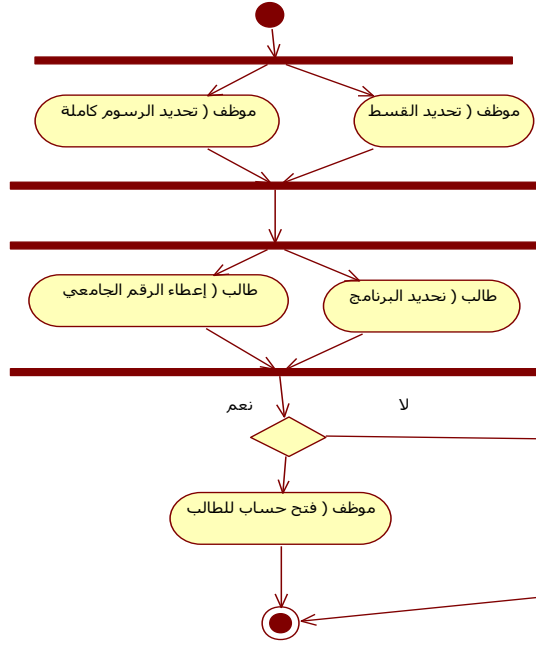 موظف ( تحديد القسط
موظف ( تحديد الرسوم كاملة
طالب ( نحديد البرنامج
طالب ( إعطاء الرقم الجامعي
لا
نعم
موظف ( فتح حساب للطالب